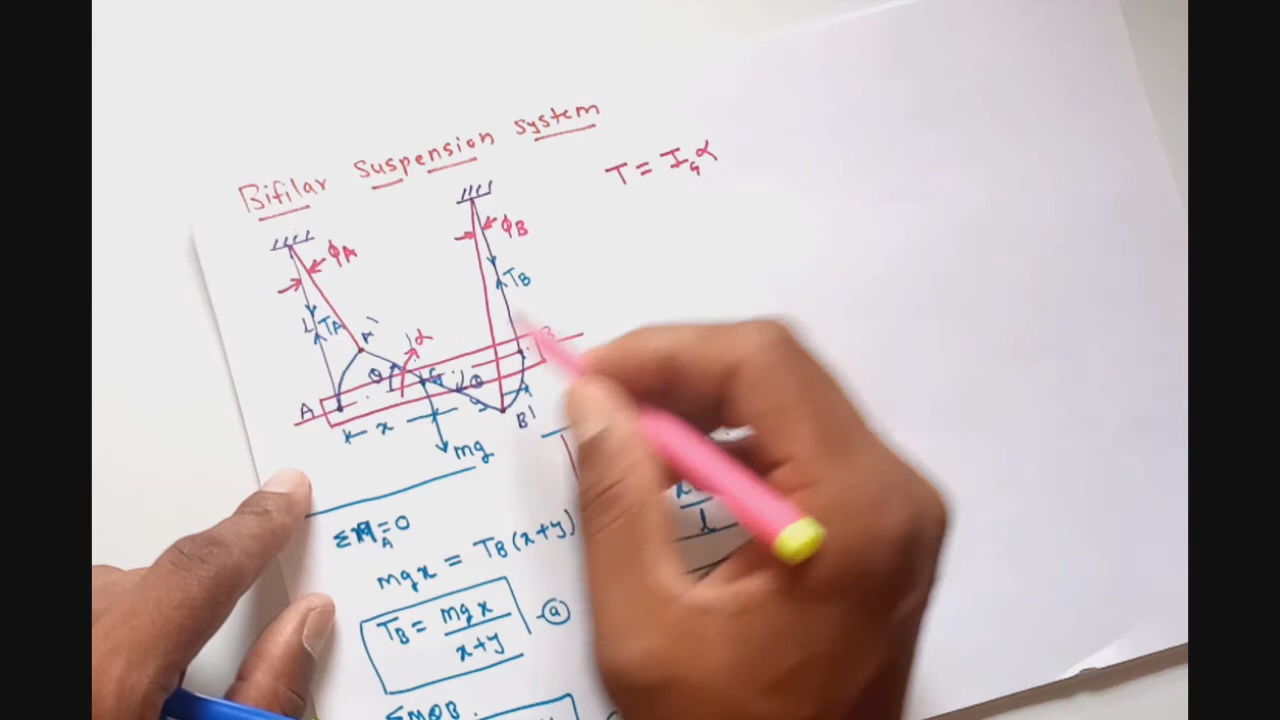 Bifilar Suspension System
T = I_G α
ϕA
ϕB
TB
L
TA
A'
α
B
θ
G
θ
A
x
y
B'
mg
ΣM_A = 0
mgx = TB(x+y)
TB = mgx / x+y -ⓐ
l